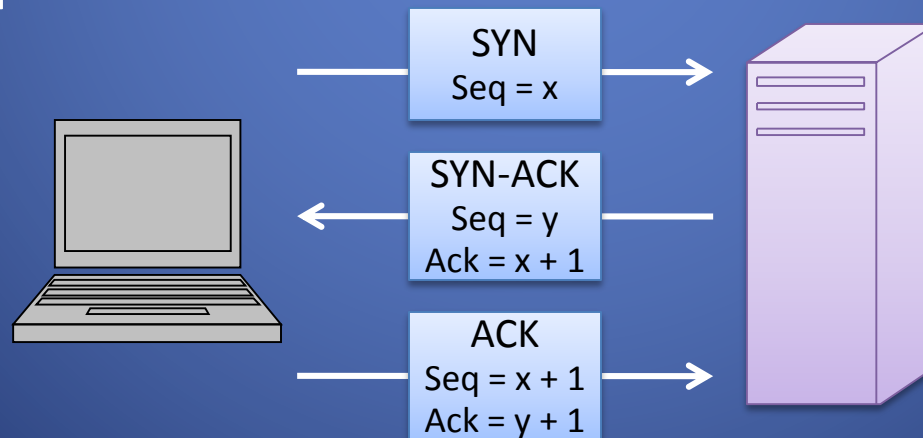 SYN
Seq = x
SYN-ACK
Seq = y
Ack = x + 1
ACK
Seq = x + 1
Ack = y + 1